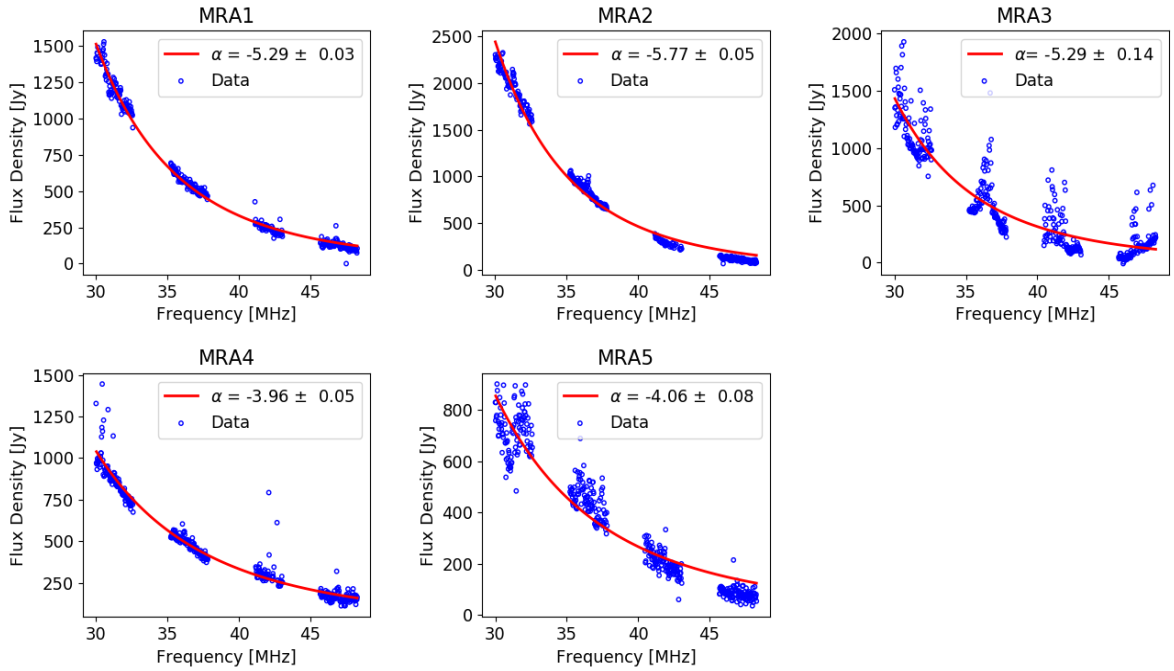 MRA1
α = -5.29 ± 0.03
Data
Flux Density [Jy]
1500
1250
1000
750
500
250
0
30 35 40 45
Frequency [MHz]
MRA2
α = -5.77 ± 0.05
Data
Flux Density [Jy]
2500
2000
1500
1000
500
0
30 35 40 45
Frequency [MHz]
MRA3
α= -5.29 ± 0.14
Data
Flux Density [Jy]
2000
1500
1000
500
0
30 35 40 45
Frequency [MHz]
MRA4
α = -3.96 ± 0.05
Data
Flux Density [Jy]
1500
1250
1000
750
500
250
30 35 40 45
Frequency [MHz]
MRA5
α = -4.06 ± 0.08
Data
Flux Density [Jy]
800
600
400
200
0
30 35 40 45
Frequency [MHz]